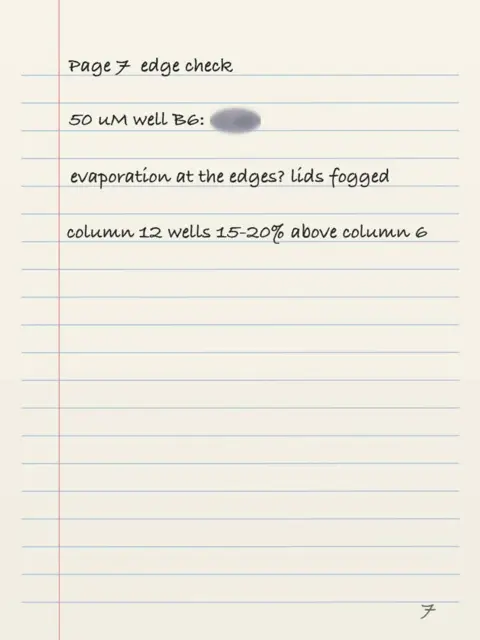 Page 7 edge check
50 uM well B6:
evaporation at the edges? lids fogged
column 12 wells 15-20% above column 6
7